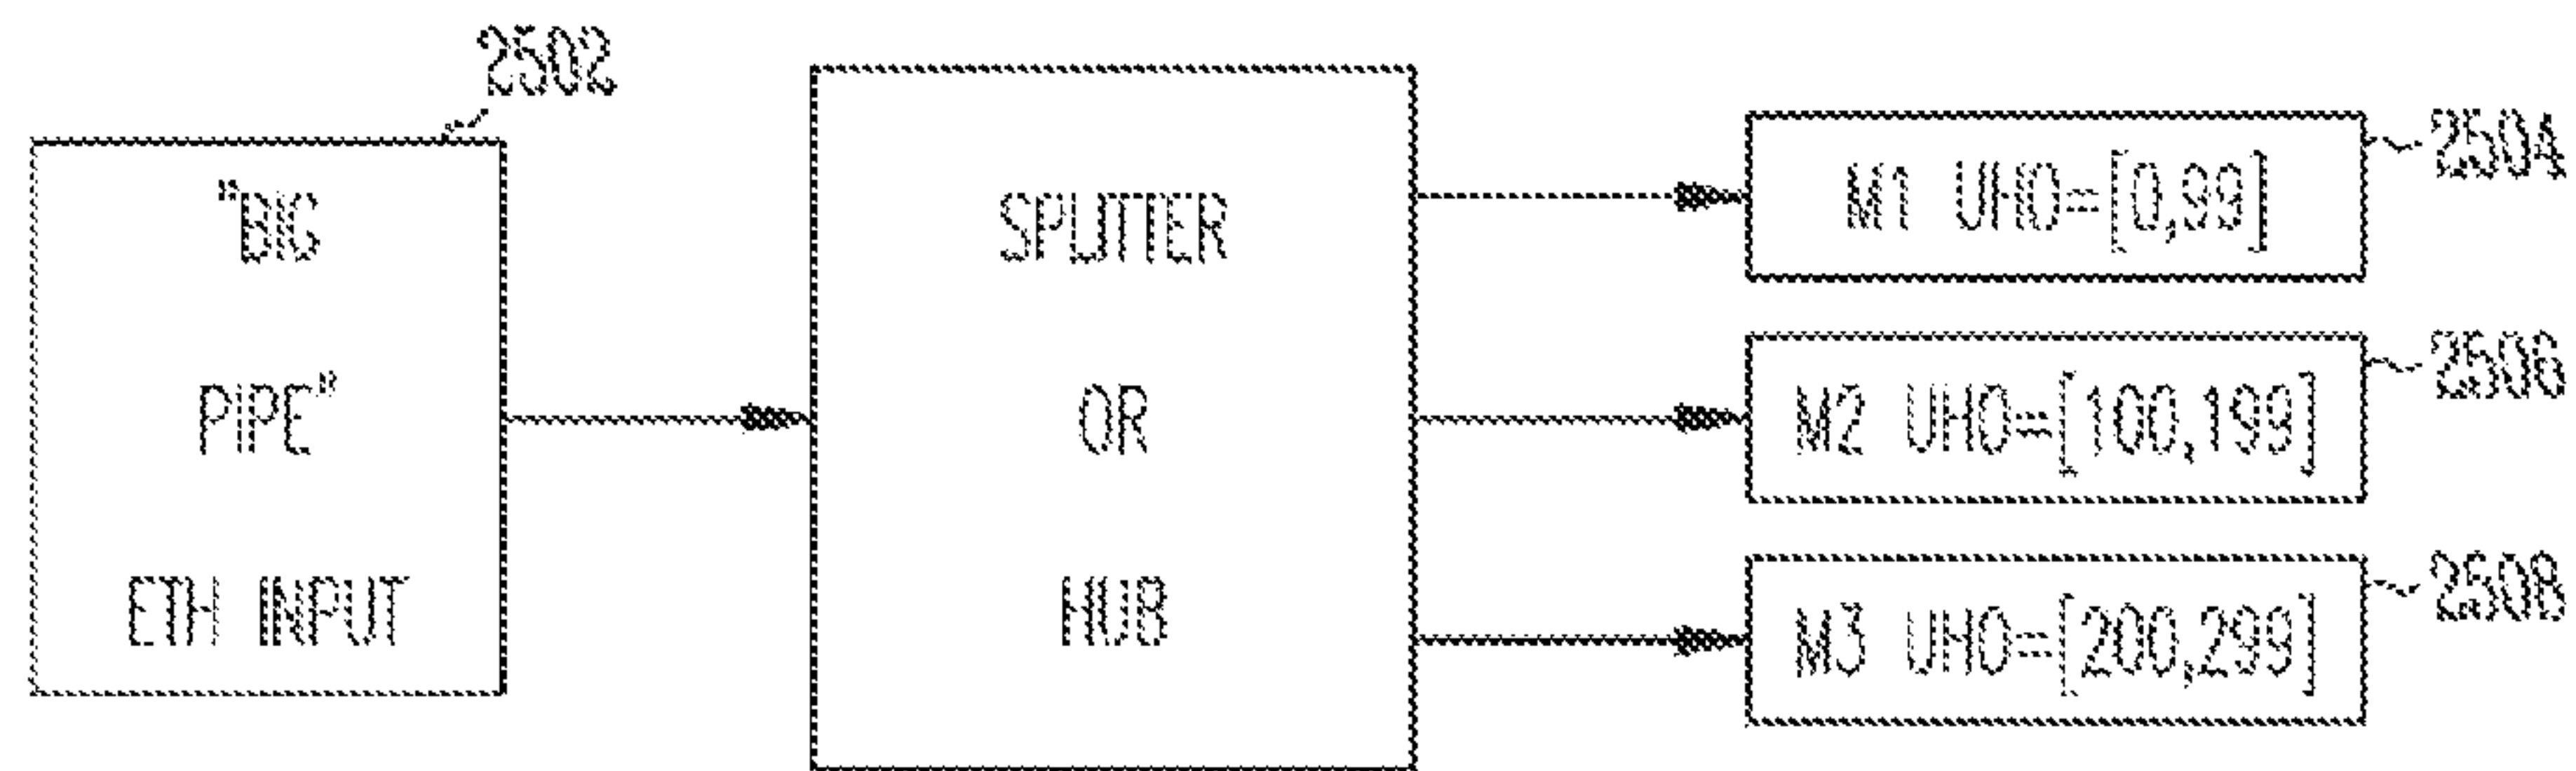 2502
"BIG
PIPE"
ETH INPUT
SPLITTER
OR
HUB
M1 UHO=[0,99]
2504
M2 UHO=[100,199]
2506
M3 UHO=[200,299]
2508